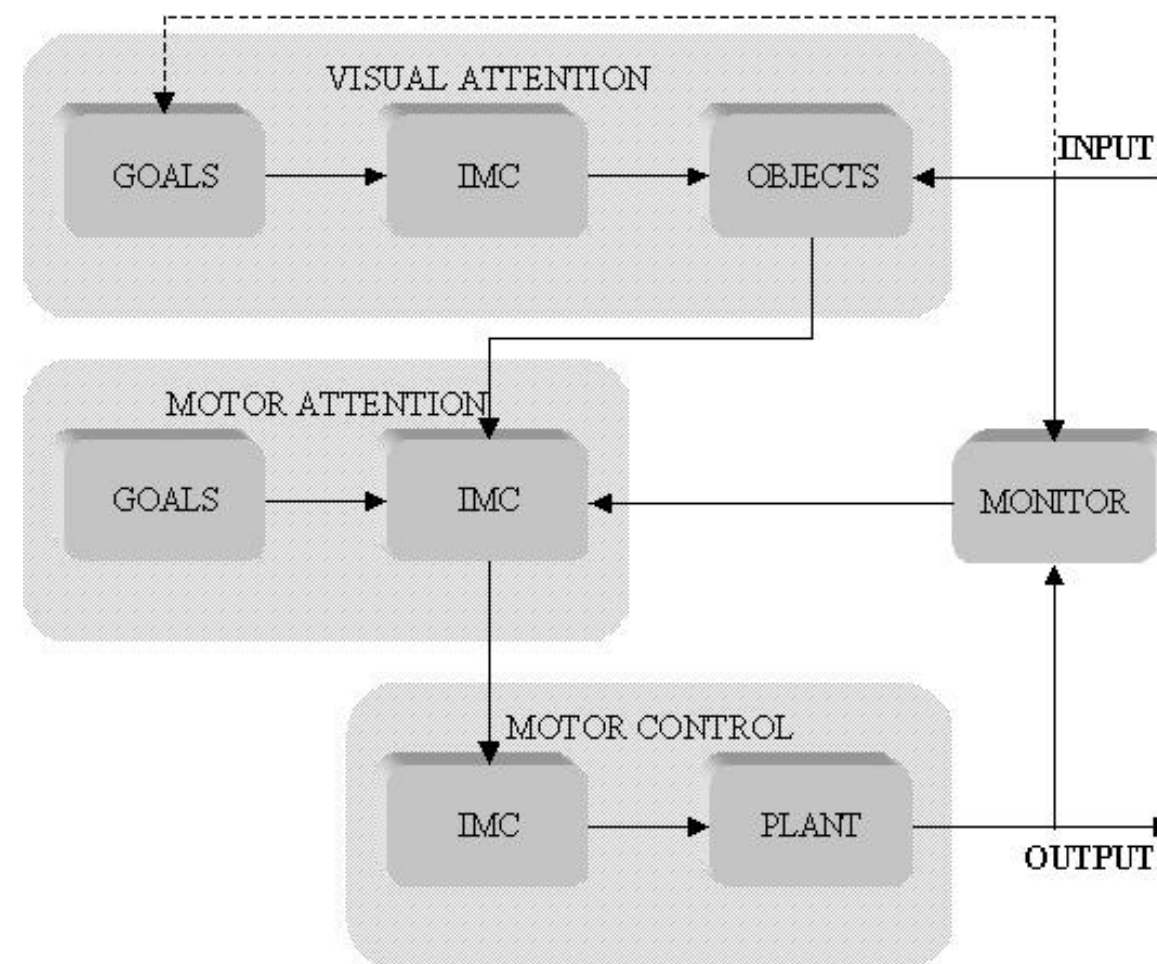 VISUAL ATTENTION
GOALS
IMC
OBJECTS
INPUT
MOTOR ATTENTION
GOALS
IMC
MONITOR
MOTOR CONTROL
IMC
PLANT
OUTPUT